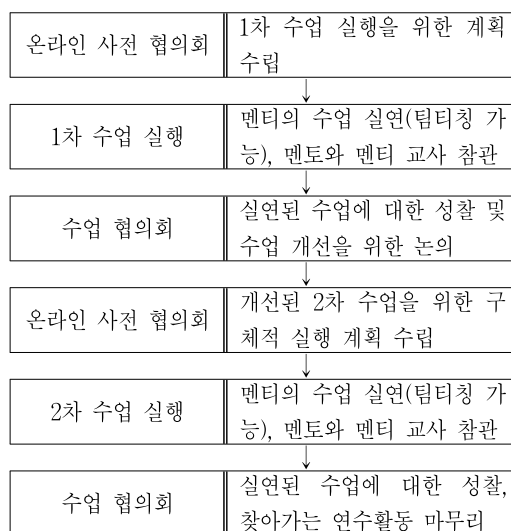 온라인 사전 협의회
1차 수업 실행을 위한 계획
수립
↓
1차 수업 실행
멘티의 수업 실연(팀티칭 가
능), 멘토와 멘티 교사 참관
↓
수업 협의회
실연된 수업에 대한 성찰 및
수업 개선을 위한 논의
↓
온라인 사전 협의회
개선된 2차 수업을 위한 구
체적 실행 계획 수립
↓
2차 수업 실행
멘티의 수업 실연(팀티칭 가
능), 멘토와 멘티 교사 참관
↓
수업 협의회
실연된 수업에 대한 성찰,
찾아가는 연수활동 마무리